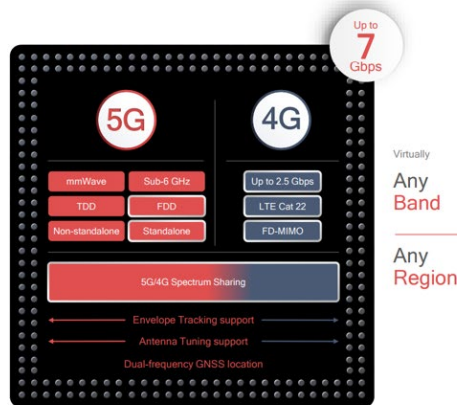 Up to
7
Gbps
5G
4G
mmWave
Sub-6 GHz
Up to 2.5 Gbps
TDD
FDD
LTE Cat 22
Non-standalone
Standalone
FD-MIMO
5G/4G Spectrum Sharing
Envelope Tracking support
Antenna Tuning support
Dual-frequency GNSS location
Virtually
Any
Band
Any
Region